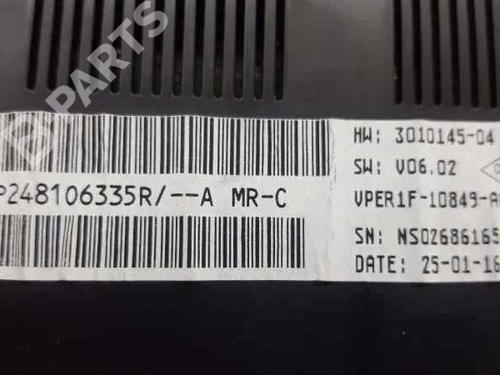 B PARTS
HW: 3010145-04
P248106335R/--A MR-C
SW: V06.02
VPER1F-10849-A
SN: NS02686165
DATE: 25-01-16